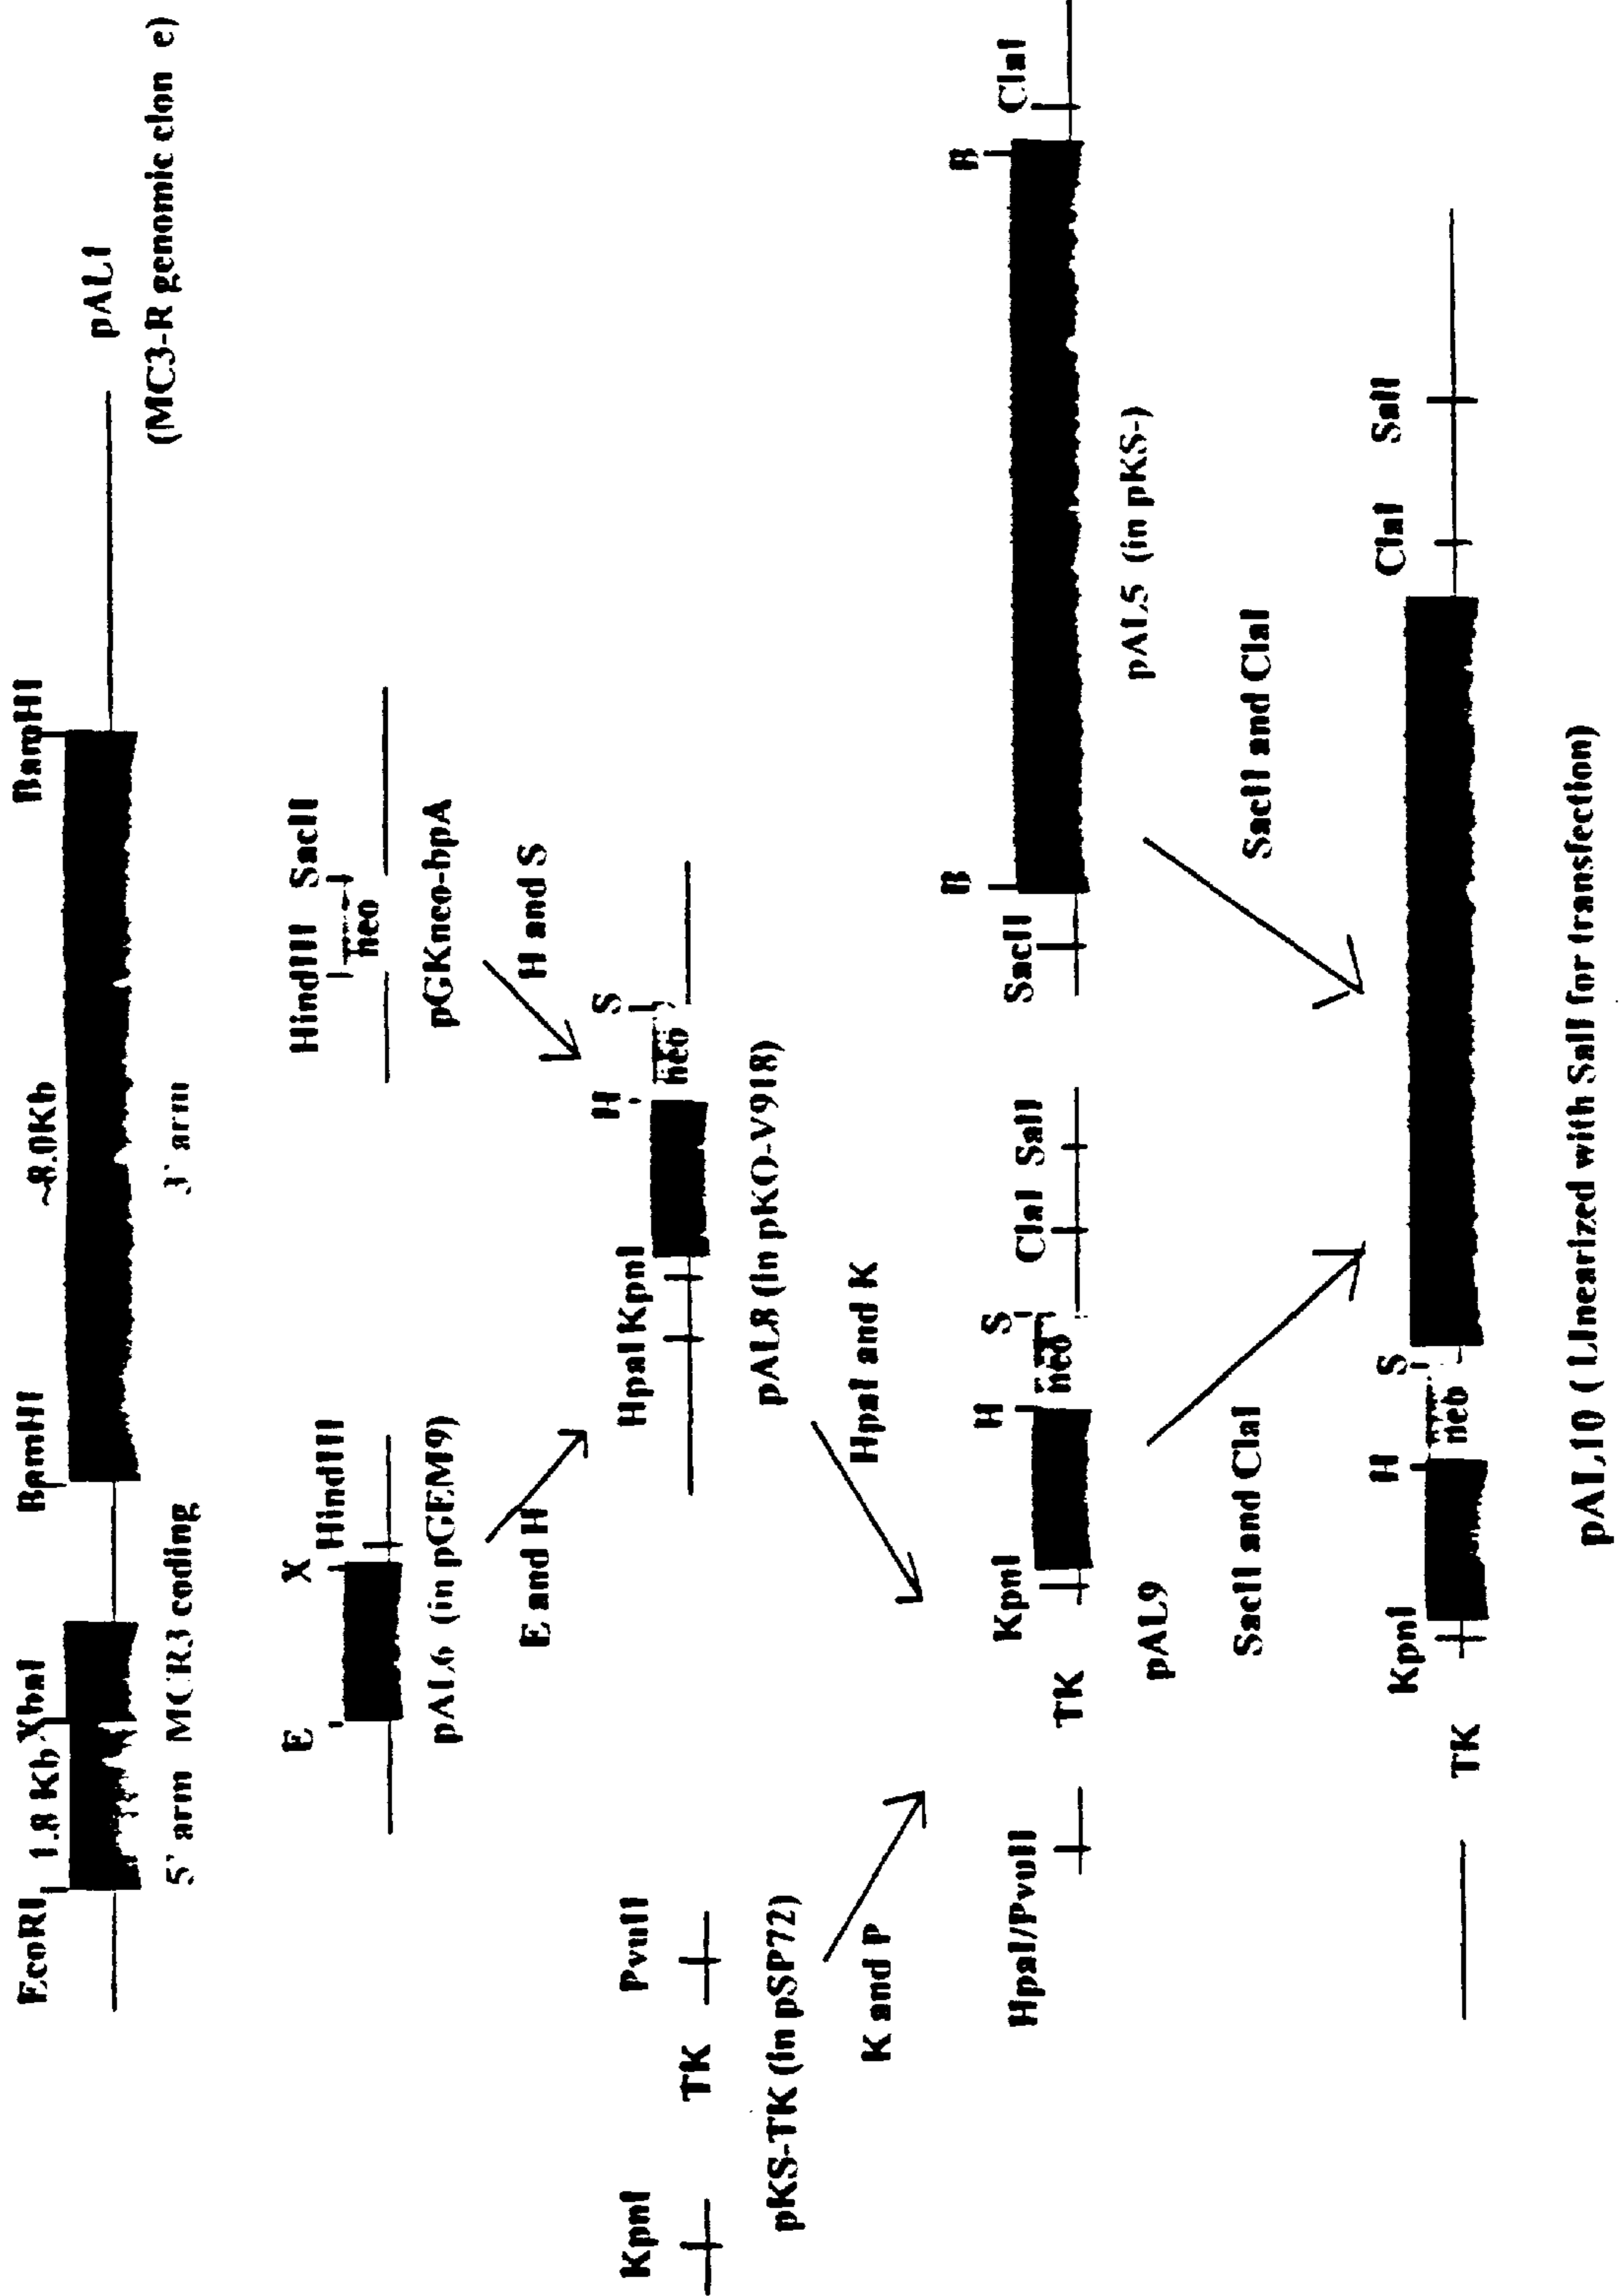 EcoRI 1.8 Kb XbaI BamHI ~8.0Kb BamHI
5' arm MCR3 coding 3' arm pAL1
(MC3-R genomic clon e)
E X HindIII HindIII SacII
neo
pAL6 (in pGEM9) pGKneo-bpA
E and H H and S
KpnI PvuII HpaI KpnI H S
TK neo
pKS-TK (in pSP72) pAL8 (in pKO-V918)
K and P HpaI and K
HpaI/PvuII KpnI H S ClaI SalI SacII B B ClaI
TK neo
pAL9 pAL5 (in pKS-)
SacII and ClaI SacII and ClaI
KpnI H S ClaI SalI
TK neo
pAL10 ( LInearized with SalI for transfection)